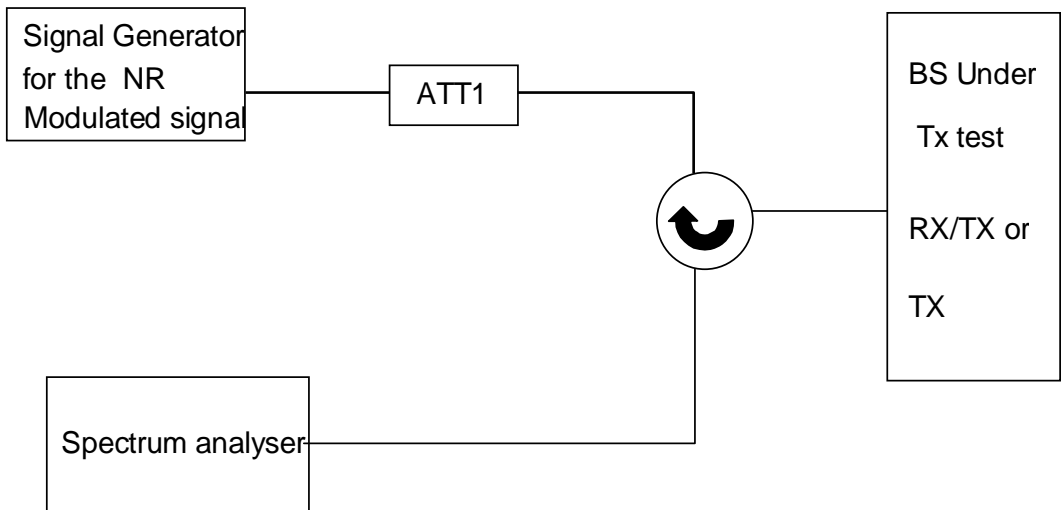 Signal Generator
for the NR
Modulated signal
ATT1
BS Under
Tx test
RX/TX or
TX
Spectrum analyser